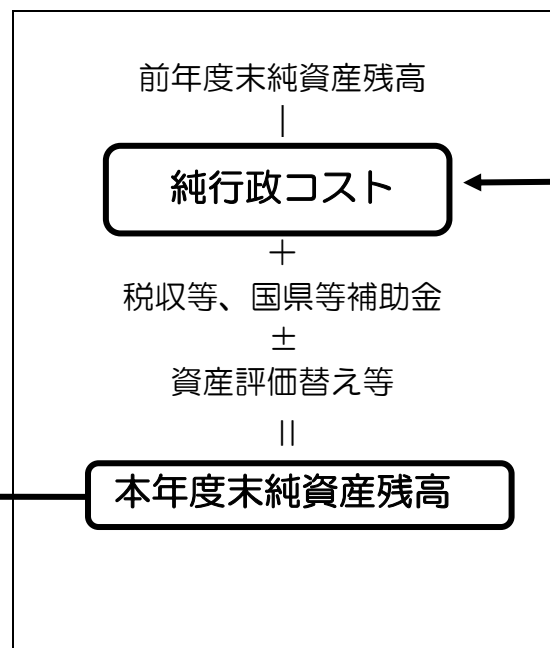 前年度末純資産残高
｜
純行政コスト
＋
税収等、国県等補助金
±
資産評価替え等
||
本年度末純資産残高